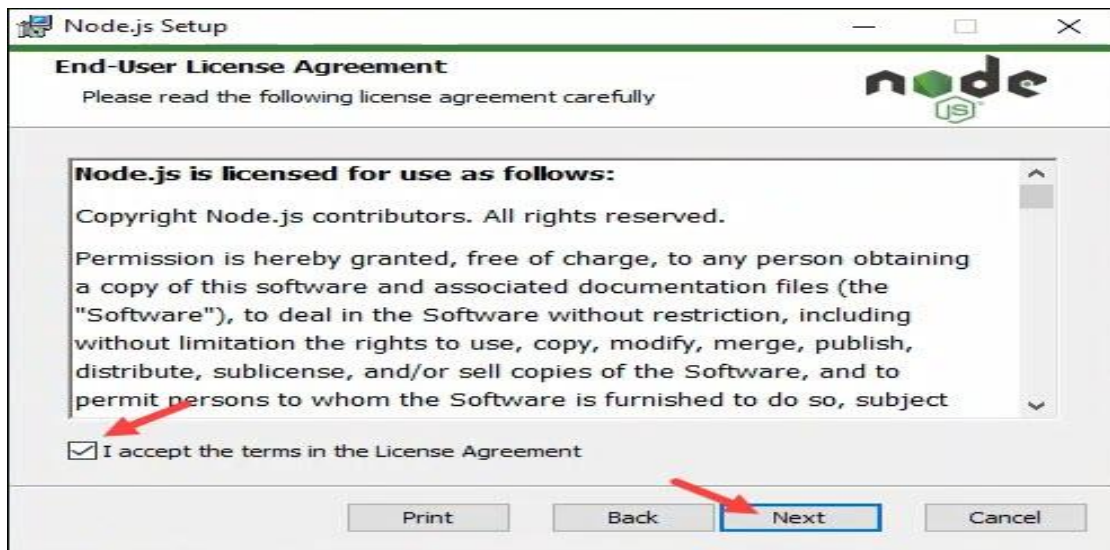 Node.js Setup
End-User License Agreement
Please read the following license agreement carefully
node
JS
Node.js is licensed for use as follows:
Copyright Node.js contributors. All rights reserved.
Permission is hereby granted, free of charge, to any person obtaining
a copy of this software and associated documentation files (the
"Software"), to deal in the Software without restriction, including
without limitation the rights to use, copy, modify, merge, publish,
distribute, sublicense, and/or sell copies of the Software, and to
permit persons to whom the Software is furnished to do so, subject
I accept the terms in the License Agreement
Print Back Next Cancel